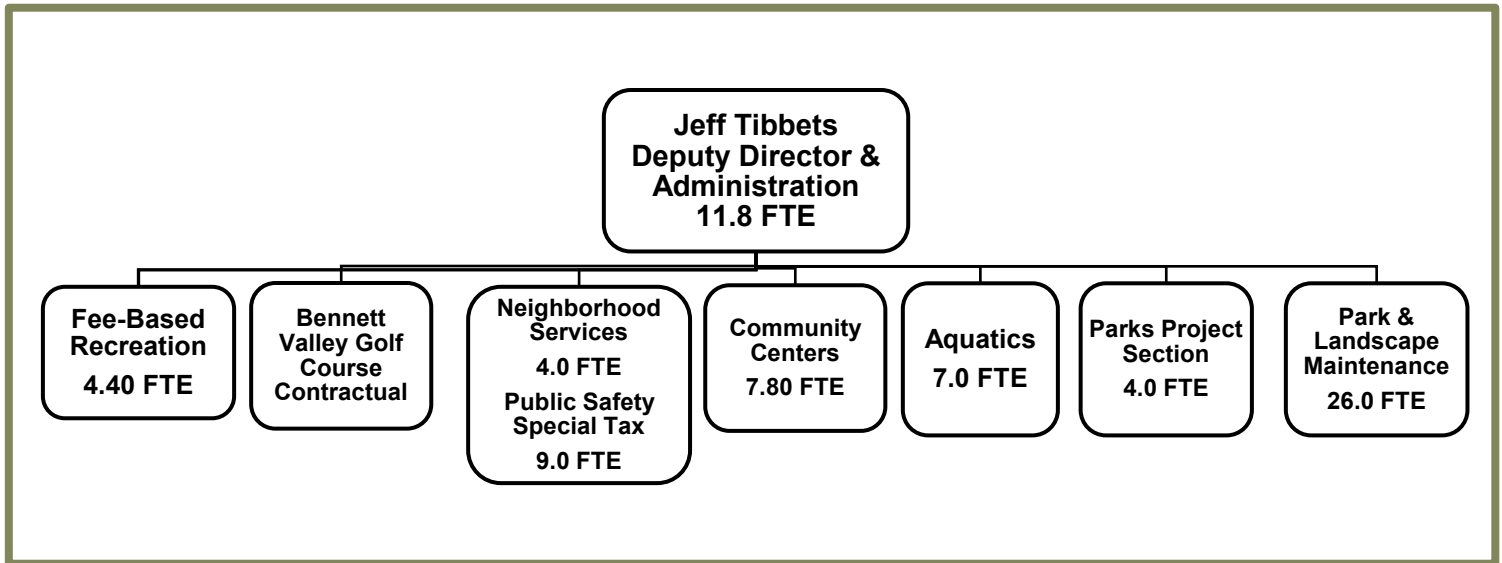 Jeff Tibbets
Deputy Director &
Administration
11.8 FTE
Fee-Based
Recreation
4.40 FTE
Bennett
Valley Golf
Course
Contractual
Neighborhood
Services
4.0 FTE
Public Safety
Special Tax
9.0 FTE
Community
Centers
7.80 FTE
Aquatics
7.0 FTE
Parks Project
Section
4.0 FTE
Park &
Landscape
Maintenance
26.0 FTE